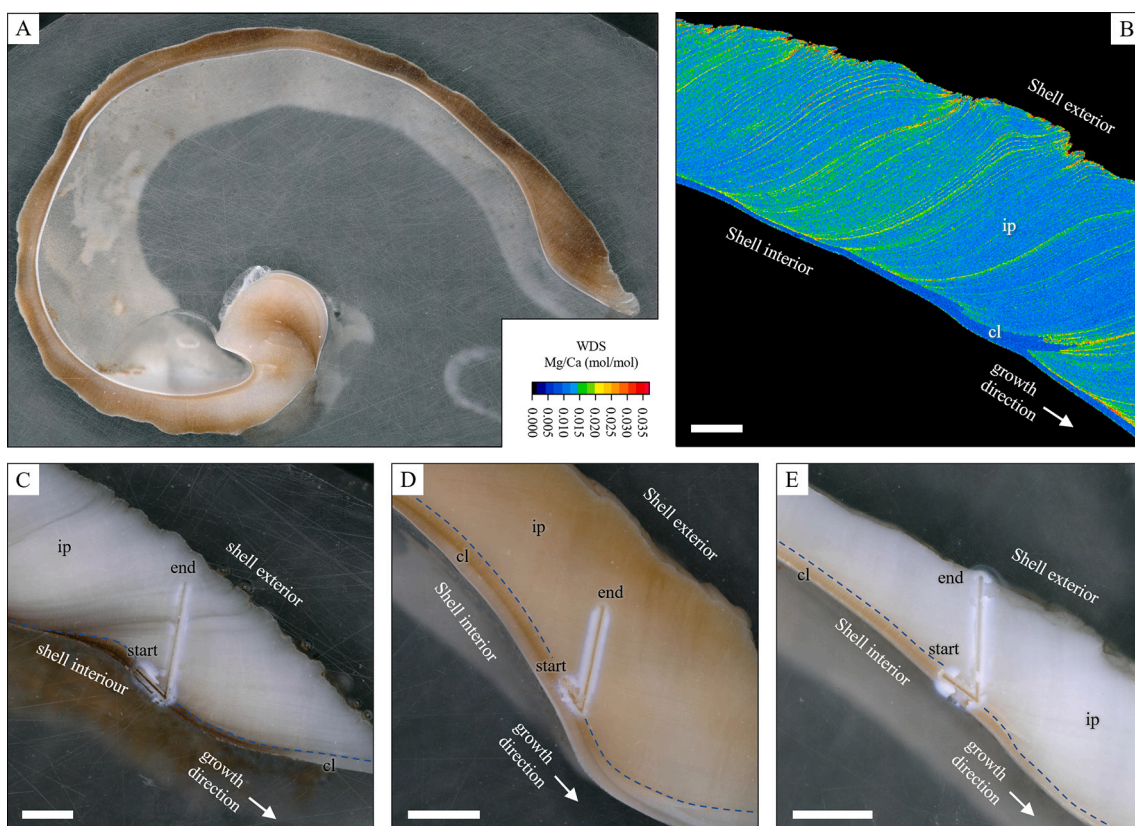 A
WDS
Mg/Ca (mol/mol)
0.000
0.005
0.010
0.015
0.020
0.025
0.030
0.035
B
Shell exterior
ip
Shell interior
cl
growth
direction
C
ip
shell exterior
end
start
shell interiour
growth
direction
cl
D
Shell exterior
ip
cl
end
Shell interior
start
growth
direction
E
Shell exterior
cl
end
Shell interior
start
ip
growth
direction